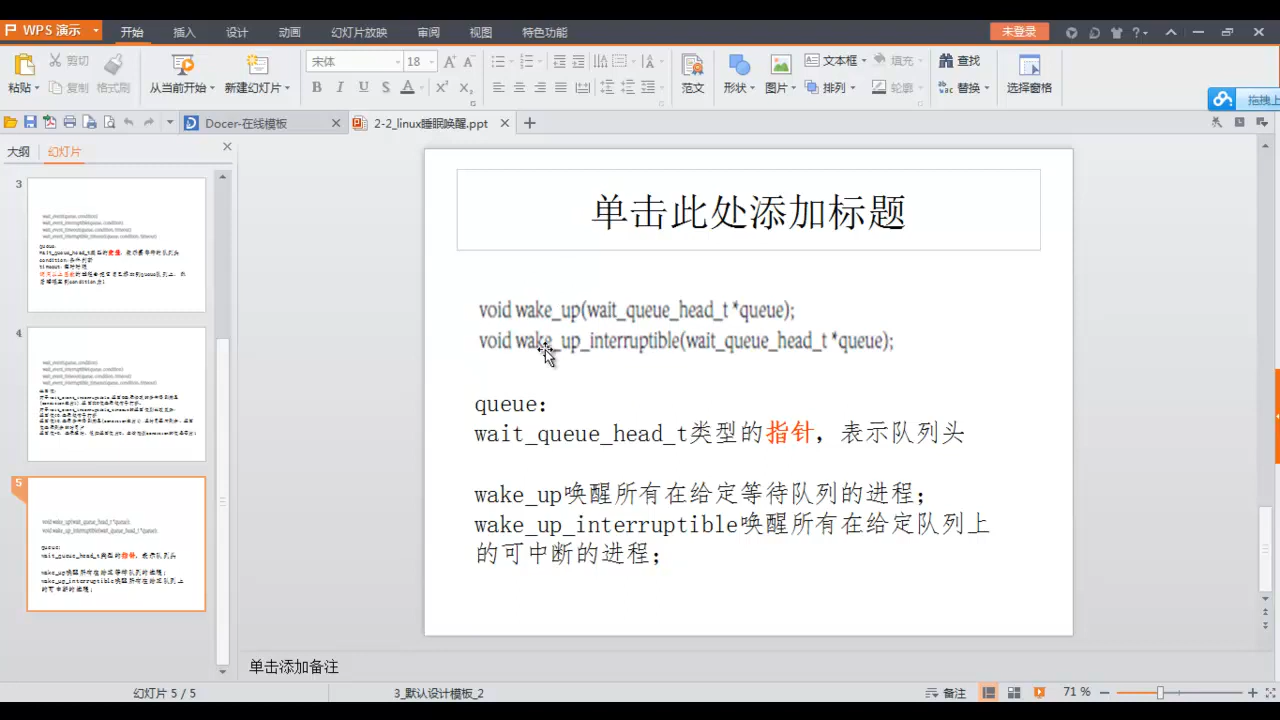 WPS 演示
开始 插入 设计 动画 幻灯片放映 审阅 视图 特色功能
未登录
粘贴 剪切 复制 格式刷
从当前开始 新建幻灯片
宋体 18
B I U S A
范文 形状 图片 文本框 排列 填充 轮廓
查找 替换 选择窗格
拖拽上
Docer-在线模板
2-2_linux睡眠唤醒.ppt
大纲 幻灯片
3
4
5
单击此处添加标题
void wake_up(wait_queue_head_t *queue);
void wake_up_interruptible(wait_queue_head_t *queue);
queue:
wait_queue_head_t类型的指针，表示队列头
wake_up唤醒所有在给定等待队列的进程;
wake_up_interruptible唤醒所有在给定队列上
的可中断的进程;
单击添加备注
幻灯片 5 / 5
3_默认设计模板_2
备注
71 %